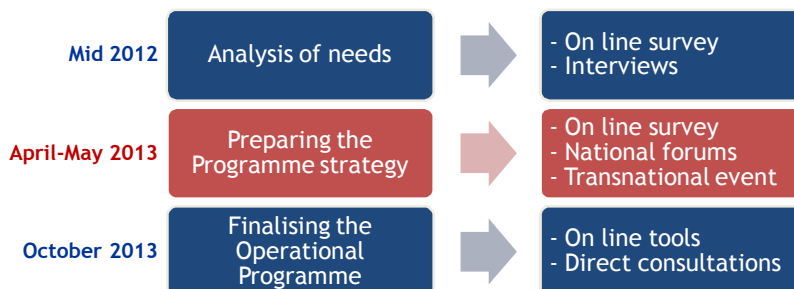 Mid 2012
Analysis of needs
- On line survey
- Interviews
April-May 2013
Preparing the
Programme strategy
- On line survey
- National forums
- Transnational event
October 2013
Finalising the
Operational
Programme
- On line tools
- Direct consultations